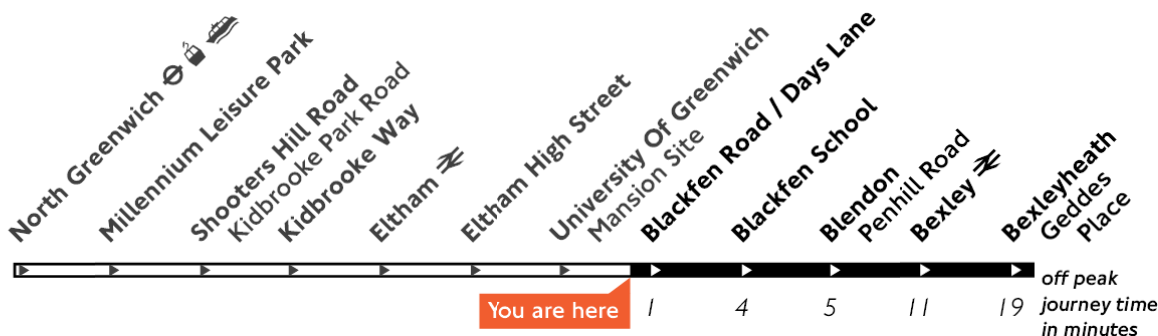 North Greenwich
Millennium Leisure Park
Shooters Hill Road
Kidbrooke Park Road
Kidbrooke Way
Eltham
Eltham High Street
University Of Greenwich
Mansion Site
Blackfen Road / Days Lane
Blackfen School
Blendon
Penhill Road
Bexley
Bexleyheath
Geddes
Place
You are here
1 4 5 11 19
off peak
journey time
in minutes